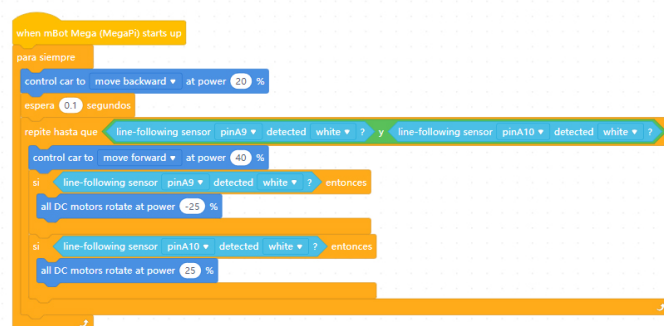 when mBot Mega (MegaPi) starts up
para siempre
control car to move backward ▾ at power 20 %
espera 0.1 segundos
repite hasta que line-following sensor pinA9 ▾ detected white ▾ ? y line-following sensor pinA10 ▾ detected white ▾ ?
control car to move forward ▾ at power 40 %
si line-following sensor pinA9 ▾ detected white ▾ ? entonces
all DC motors rotate at power -25 %
si line-following sensor pinA10 ▾ detected white ▾ ? entonces
all DC motors rotate at power 25 %